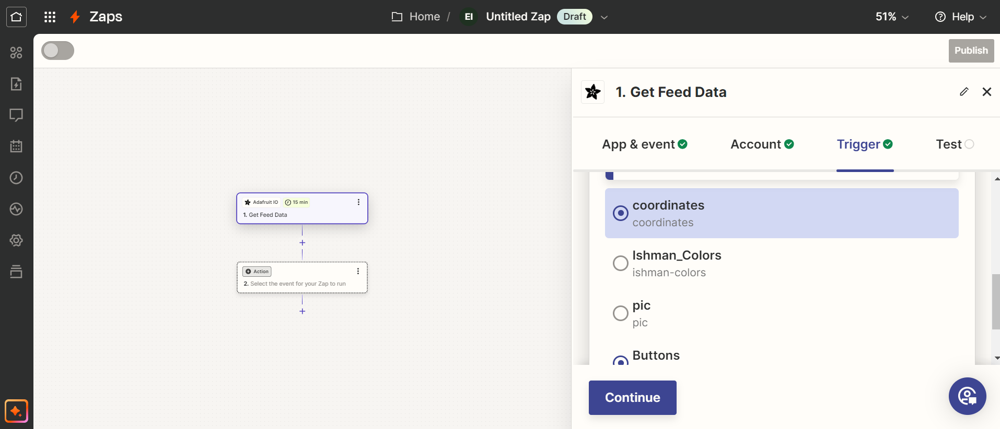 Zaps
Home / EI Untitled Zap Draft
51%
Help
Publish
1. Get Feed Data
App & event
Account
Trigger
Test
Adafruit IO
15 min
1. Get Feed Data
Action
2. Select the event for your Zap to run
coordinates
coordinates
Ishman_Colors
ishman-colors
pic
pic
Buttons
Continue